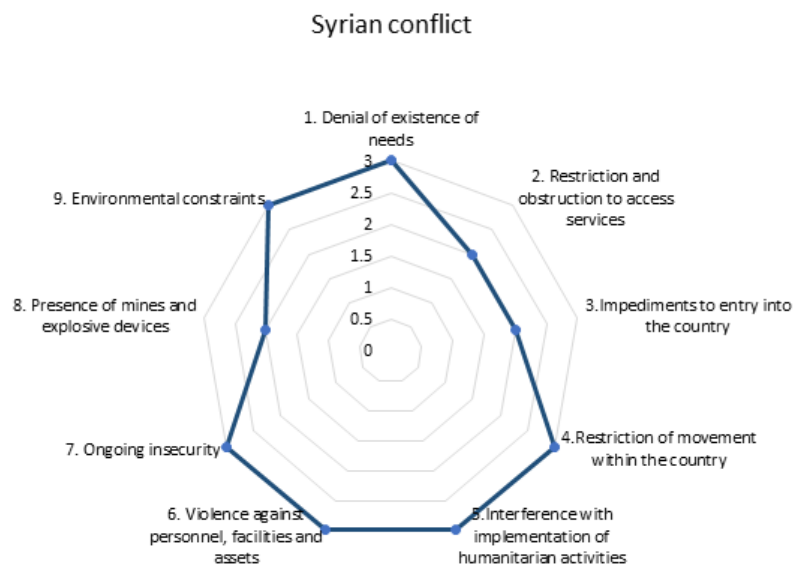 Syrian conflict
1. Denial of existence of
needs
3
2.5
2
1.5
1
0.5
0
2. Restriction and
obstruction to access
services
3.Impediments to entry into
the country
4.Restriction of movement
within the country
5.Interference with
implementation of
humanitarian activities
6. Violence against
personnel, facilities and
assets
7. Ongoing insecurity
8. Presence of mines and
explosive devices
9. Environmental constraints